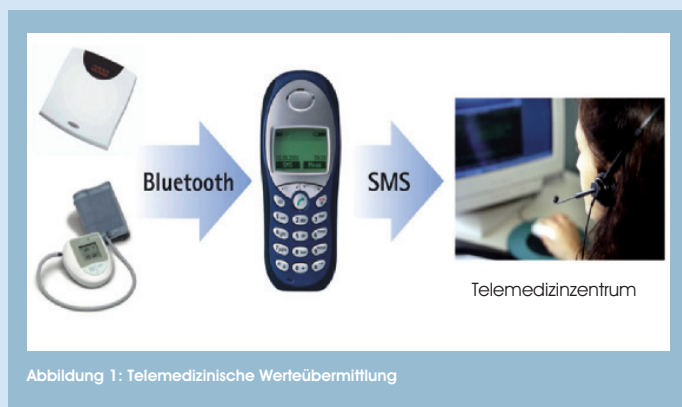 Bluetooth
SMS
Telemedizinzentrum
Abbildung 1: Telemedizinische Werteübermittlung